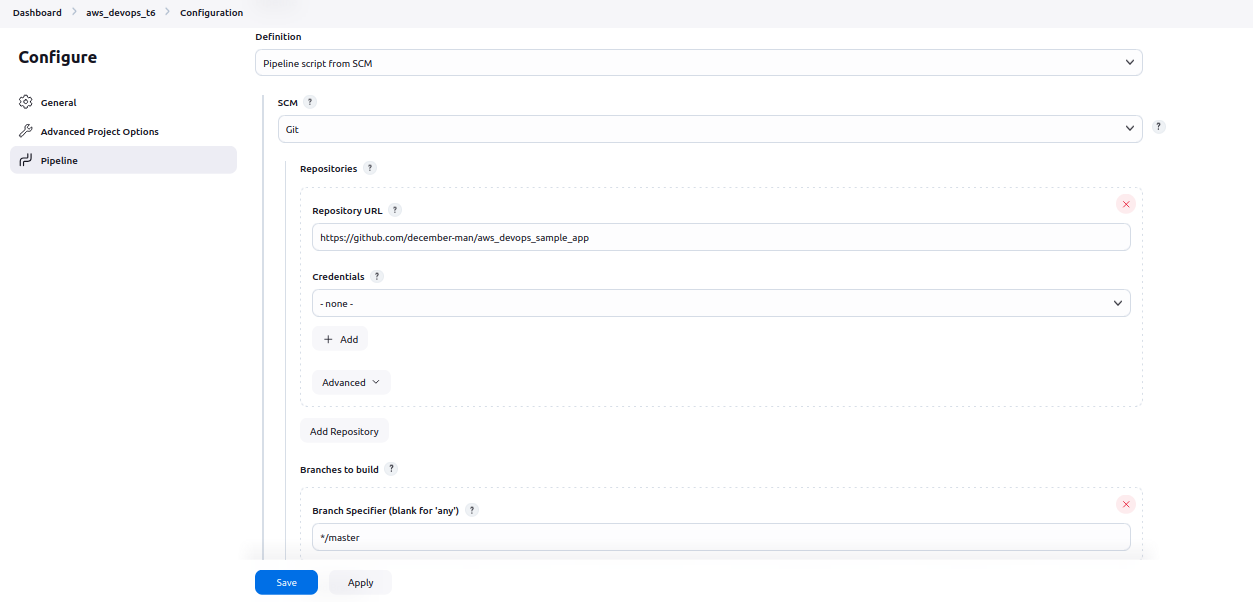 Dashboard > aws_devops_t6 > Configuration
Configure
General
Advanced Project Options
Pipeline
Definition
Pipeline script from SCM
SCM ?
Git
?
Repositories ?
Repository URL ?
https://github.com/december-man/aws_devops_sample_app
Credentials ?
- none -
+ Add
Advanced
Add Repository
Branches to build ?
Branch Specifier (blank for 'any') ?
*/master
Save Apply